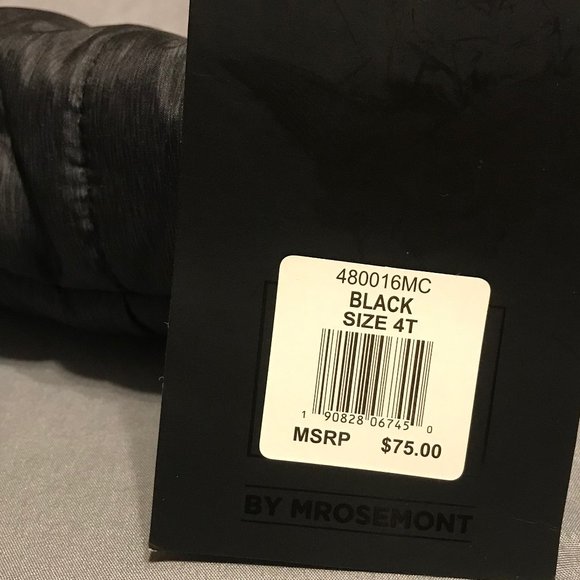 480016MC
BLACK
SIZE 4T
1 90828 06745 0
MSRP $75.00
BY MROSEMONT